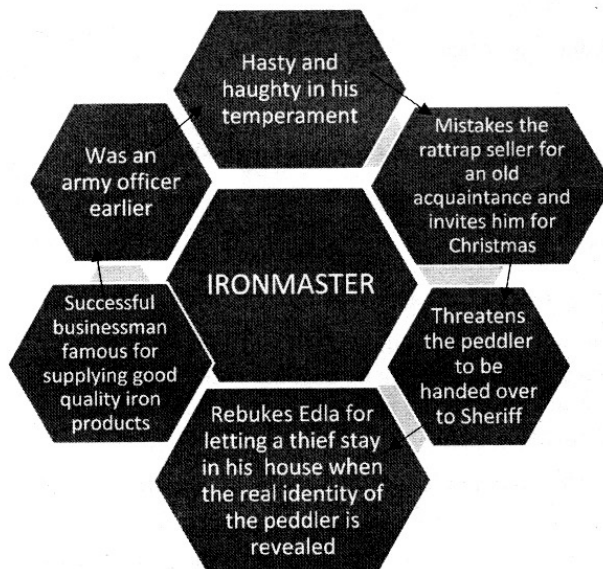 Hasty and
haughty in his
temperament
Mistakes the
rattrap seller for
an old
acquaintance and
invites him for
Christmas
Threatens
the peddler
to be
handed over
to Sheriff
Rebukes Edla for
letting a thief stay
in his house when
the real identity of
the peddler is
revealed
Successful
businessman
famous for
supplying good
quality iron
products
Was an
army officer
earlier
IRONMASTER